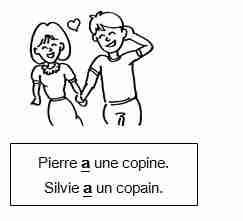 Pierre a une copine.
Silvie a un copain.